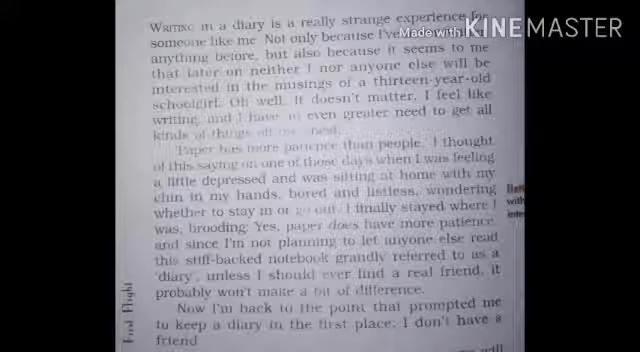 WRITING in a diary is a really strange experience for
someone like me. Not only because I've
Made with KINEMASTER
anything before, but also because it seems to me
that later on neither I nor anyone else will be
interested in the musings of a thirteen-year-old
schoolgirl. Oh well, it doesn't matter. I feel like
writing, and I have an even greater need to get all
kinds of things off my chest.
'Paper has more patience than people.' I thought
of this saying on one of those days when I was feeling
a little depressed and was sitting at home with my
chin in my hands, bored and listless, wondering
whether to stay in or go out. I finally stayed where I
was, brooding: Yes, paper does have more patience
and since I'm not planning to let anyone else read
this stiff-backed notebook grandly referred to as a
'diary', unless I should ever find a real friend, it
probably won't make a bit of difference.
Now I'm back to the point that prompted me
to keep a diary in the first place: I don't have a
friend
will
with
First Flight